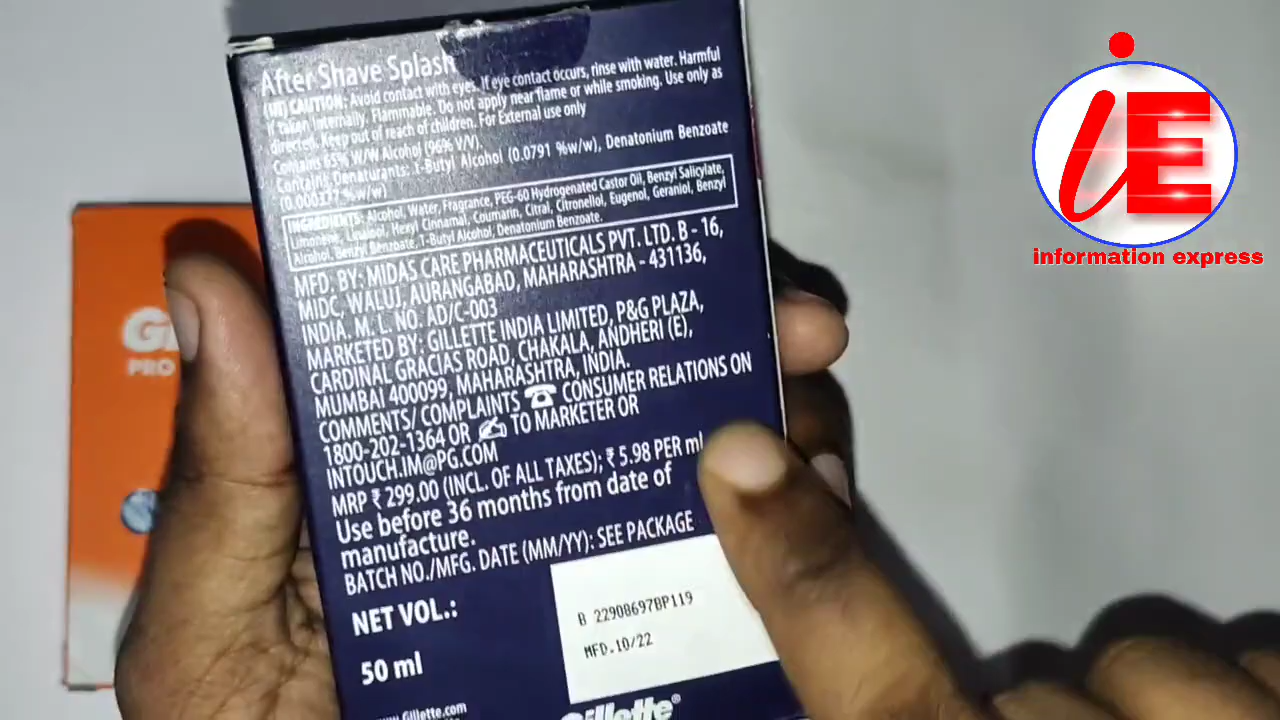 After Shave Splash
(UI) CAUTION: Avoid contact with eyes. If eye contact occurs, rinse with water. Harmful
if taken internally. Flammable. Do not apply near flame or while smoking. Use only as
directed. Keep out of reach of children. For External use only
Contains 65% W/W Alcohol (96% V/V).
Contains Denaturants: T-Butyl Alcohol (0.0791 %w/w), Denatonium Benzoate
(0.000377 %w/w)
INGREDIENTS: Alcohol, Water, Fragrance, PEG-60 Hydrogenated Castor Oil, Benzyl Salicylate,
Limonene, Linalool, Hexyl Cinnamal, Coumarin, Citral, Citronellol, Eugenol, Geraniol, Benzyl
Alcohol, Benzyl Benzoate, T-Butyl Alcohol, Denatonium Benzoate.
MFD. BY: MIDAS CARE PHARMACEUTICALS PVT. LTD. B - 16,
MIDC, WALUJ, AURANGABAD, MAHARASHTRA - 431136,
INDIA. M. L. NO. AD/C-003
MARKETED BY: GILLETTE INDIA LIMITED, P&G PLAZA,
CARDINAL GRACIAS ROAD, CHAKALA, ANDHERI (E),
MUMBAI 400099, MAHARASHTRA, INDIA.
COMMENTS/ COMPLAINTS ☎ CONSUMER RELATIONS ON
1800-202-1364 OR ✍ TO MARKETER OR
INTOUCH.IM@PG.COM
MRP ₹ 299.00 (INCL. OF ALL TAXES); ₹ 5.98 PER ml
Use before 36 months from date of
manufacture.
BATCH NO./MFG. DATE (MM/YY): SEE PACKAGE
NET VOL.:
50 ml
B 22908697BP119
MFD.10/22
www.Gillette.com
Gillette®
PRO
iE
information express